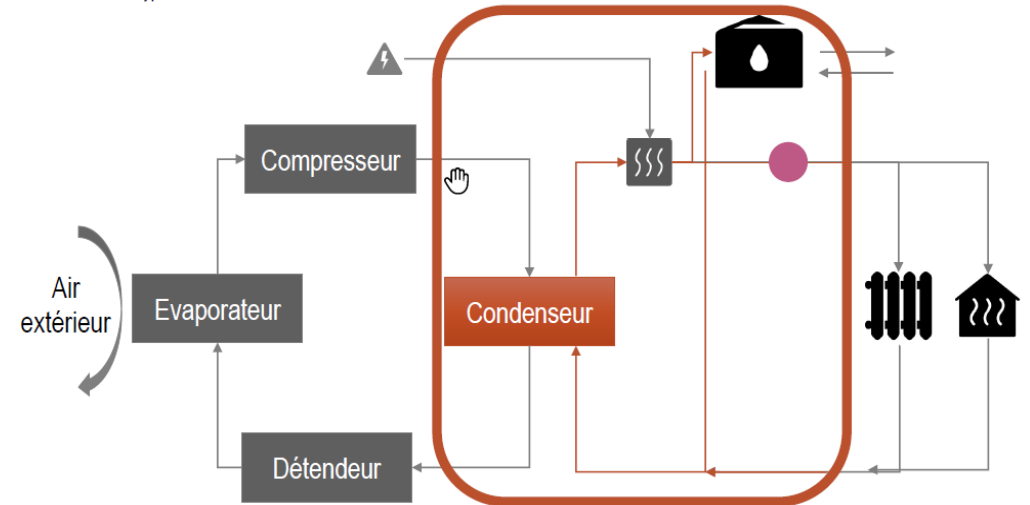 Compresseur
Air
extérieur
Evaporateur
Condenseur
Détendeur